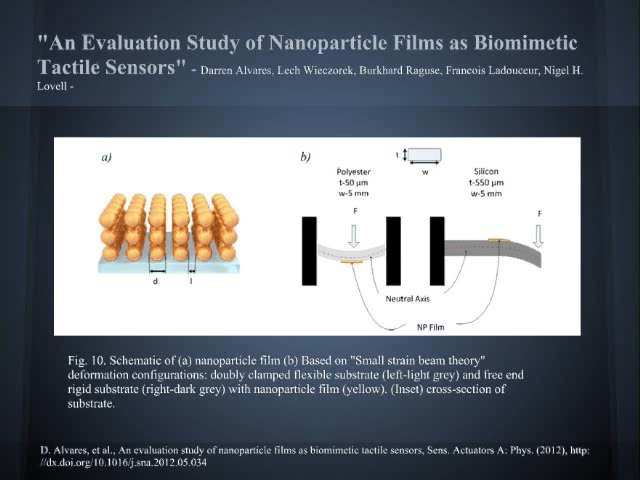 "An Evaluation Study of Nanoparticle Films as Biomimetic
Tactile Sensors" - Darren Alvares, Lech Wieczorek, Burkhard Raguse, Francois Ladouceur, Nigel H.
Lovell -
a)
b)
t
w
Polyester
t-50 µm
w-5 mm
Silicon
t-550 µm
w-5 mm
F
F
d
l
Neutral Axis
NP Film
Fig. 10. Schematic of (a) nanoparticle film (b) Based on "Small strain beam theory"
deformation configurations: doubly clamped flexible substrate (left-light grey) and free end
rigid substrate (right-dark grey) with nanoparticle film (yellow). (Inset) cross-section of
substrate.
D. Alvares, et al., An evaluation study of nanoparticle films as biomimetic tactile sensors, Sens. Actuators A: Phys. (2012), http:
//dx.doi.org/10.1016/j.sna.2012.05.034